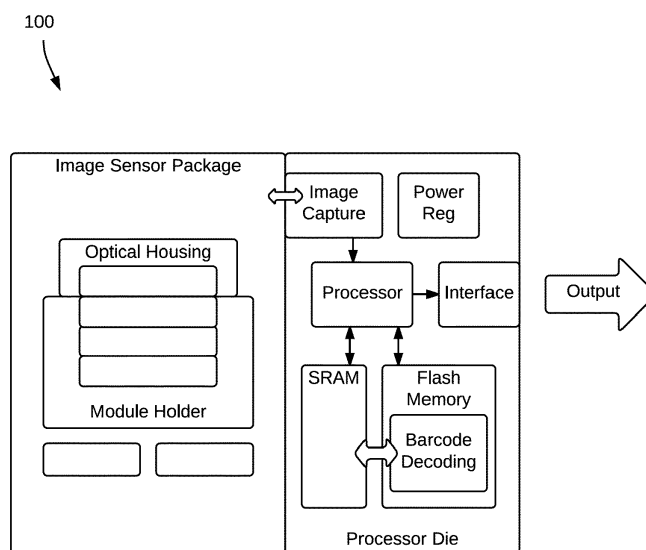 100
Image Sensor Package
Image
Capture
Power
Reg
Optical Housing
Processor
Interface
Output
SRAM
Flash
Memory
Module Holder
Barcode
Decoding
Processor Die